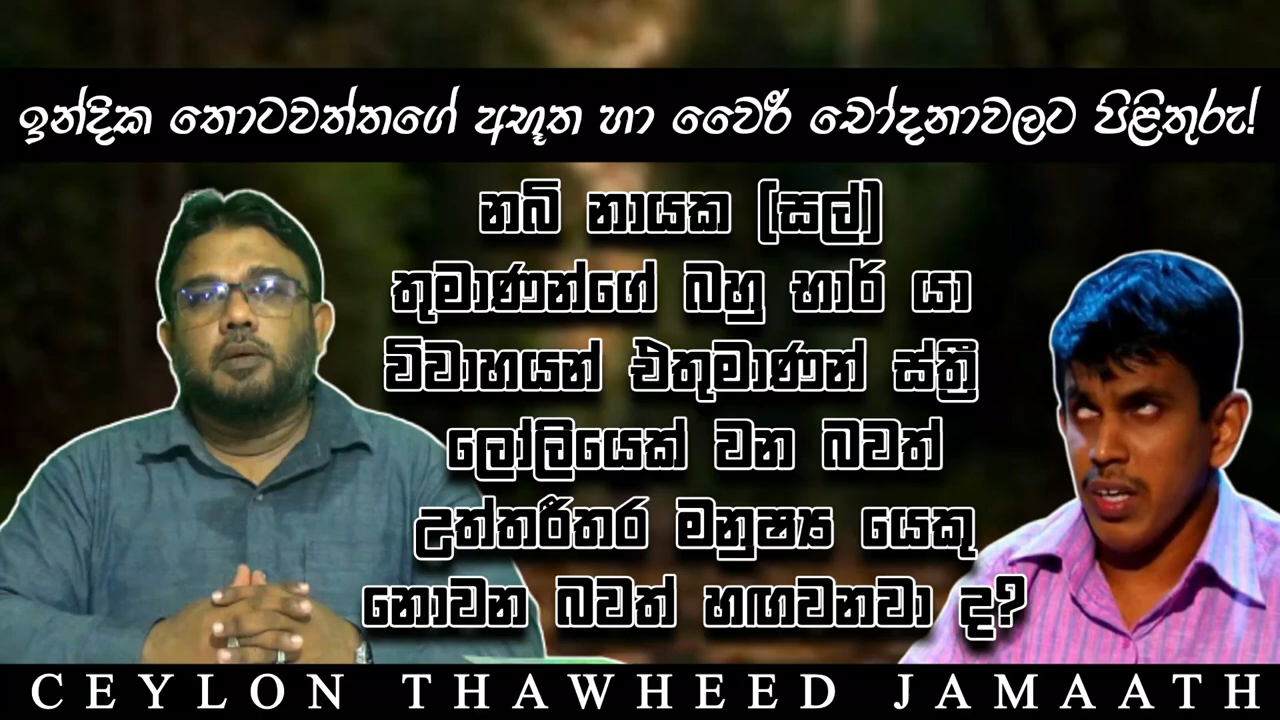 ඉන්දික තොටවත්තගේ අභූත හා වෛරී චෝදනාවලට පිළිතුරු!
නබි නායක (සල්)
තුමාණන්ගේ බහු භාර් යා
විවාහයන් එතුමාණන් ස්ත්‍රී
ලෝලියෙක් වන බවත්
උත්තරීතර මනුෂ්‍ය යෙකු
නොවන බවත් හඟවනවා ද?
CEYLON THAWHEED JAMAATH